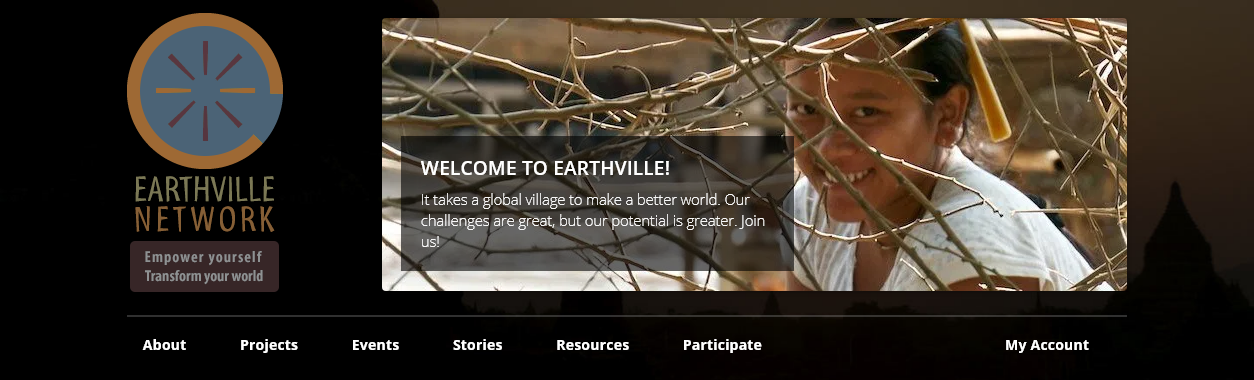 EARTHVILLE
NETWORK
Empower yourself
Transform your world
WELCOME TO EARTHVILLE!
It takes a global village to make a better world. Our
challenges are great, but our potential is greater. Join
us!
About Projects Events Stories Resources Participate My Account